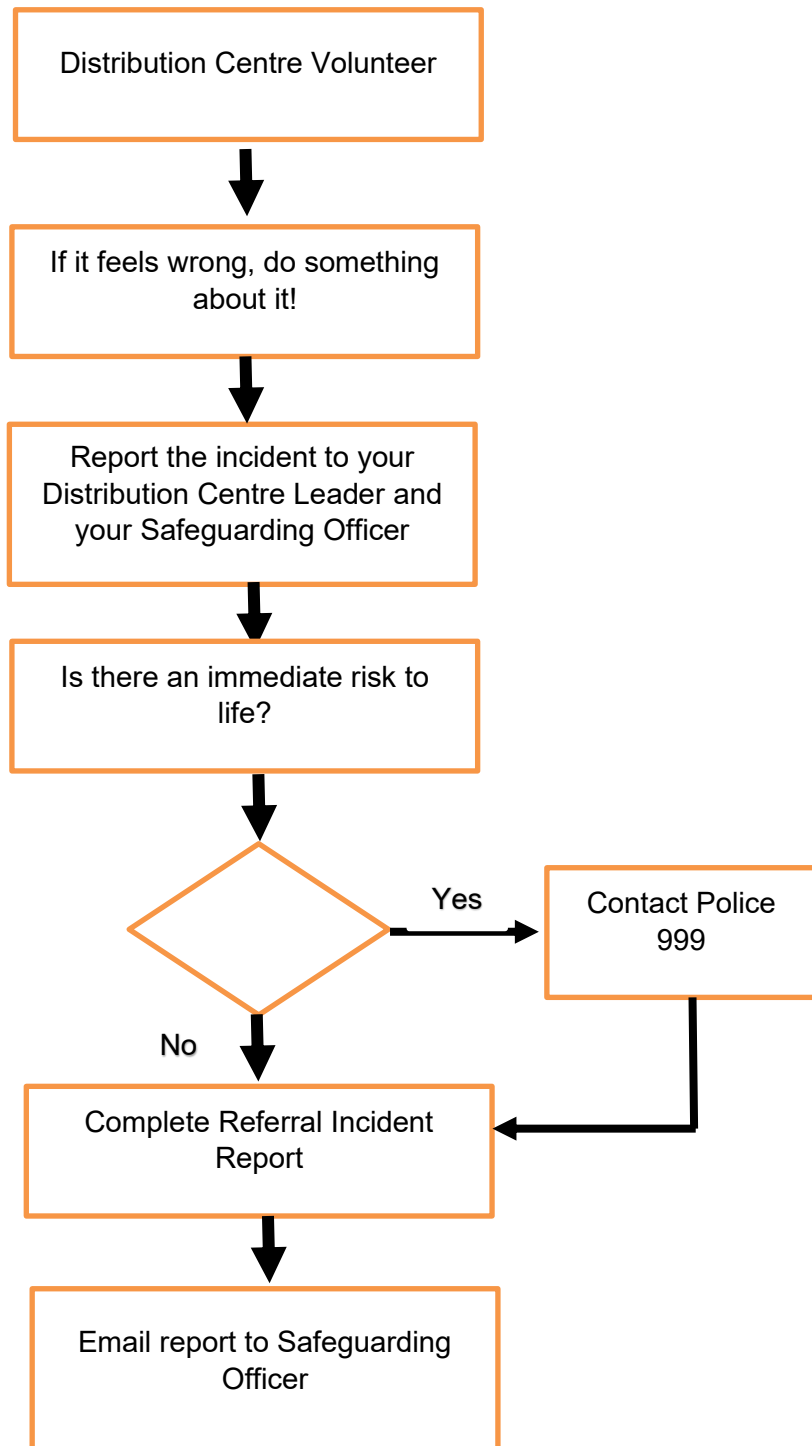 Distribution Centre Volunteer
If it feels wrong, do something
about it!
Report the incident to your
Distribution Centre Leader and
your Safeguarding Officer
Is there an immediate risk to
life?
Yes
Contact Police
999
No
Complete Referral Incident
Report
Email report to Safeguarding
Officer